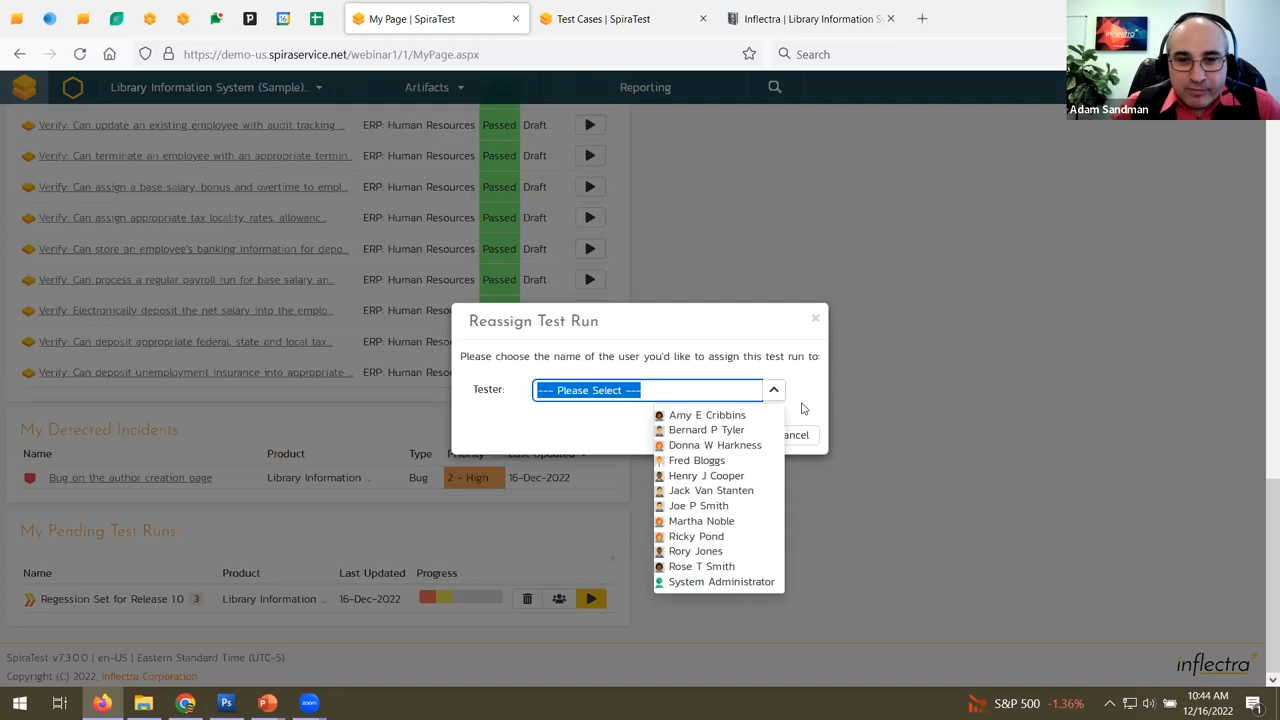 My Page | SpiraTest
Test Cases | SpiraTest
Inflectra | Library Information Sy
https://demo-us.spiraservice.net/webinar17/MyPage.aspx
Search
Library Information System (Sample)...
Artifacts
Reporting
Adam Sandman
Verify: Can update an existing employee with audit tracking ... ERP: Human Resources Passed Draft
Verify: Can terminate an employee with an appropriate termin... ERP: Human Resources Passed Draft
Verify: Can assign a base salary, bonus and overtime to empl... ERP: Human Resources Passed Draft
Verify: Can assign appropriate tax locality, rates, allowanc... ERP: Human Resources Passed Draft
Verify: Can store an employee's banking information for depo... ERP: Human Resources Passed Draft
Verify: Can process a regular payroll run for base salary an... ERP: Human Resources Passed Draft
Verify: Electronically deposit the net salary into the emplo...
Verify: Can deposit appropriate federal, state and local tax...
Verify: Can deposit unemployment insurance into appropriate ...
Reassign Test Run
Please choose the name of the user you'd like to assign this test run to:
Tester:
--- Please Select ---
Amy E Cribbins
Bernard P Tyler
Donna W Harkness
Fred Bloggs
Henry J Cooper
Jack Van Stanten
Joe P Smith
Martha Noble
Ricky Pond
Rory Jones
Rose T Smith
System Administrator
ancel
My Detected Incidents
Name Product Type Priority Last Updated
Bug on the author creation page Library Information ... Bug 2 - High 16-Dec-2022
My Pending Test Runs
Name Product Last Updated Progress
Regression Set for Release 1.0 3 Library Information ... 16-Dec-2022
SpiraTest v7.3.0.0 | en-US | Eastern Standard Time (UTC-5)
Copyright (C) 2022, Inflectra Corporation
inflectra
S&P 500 -1.36%
10:44 AM
12/16/2022